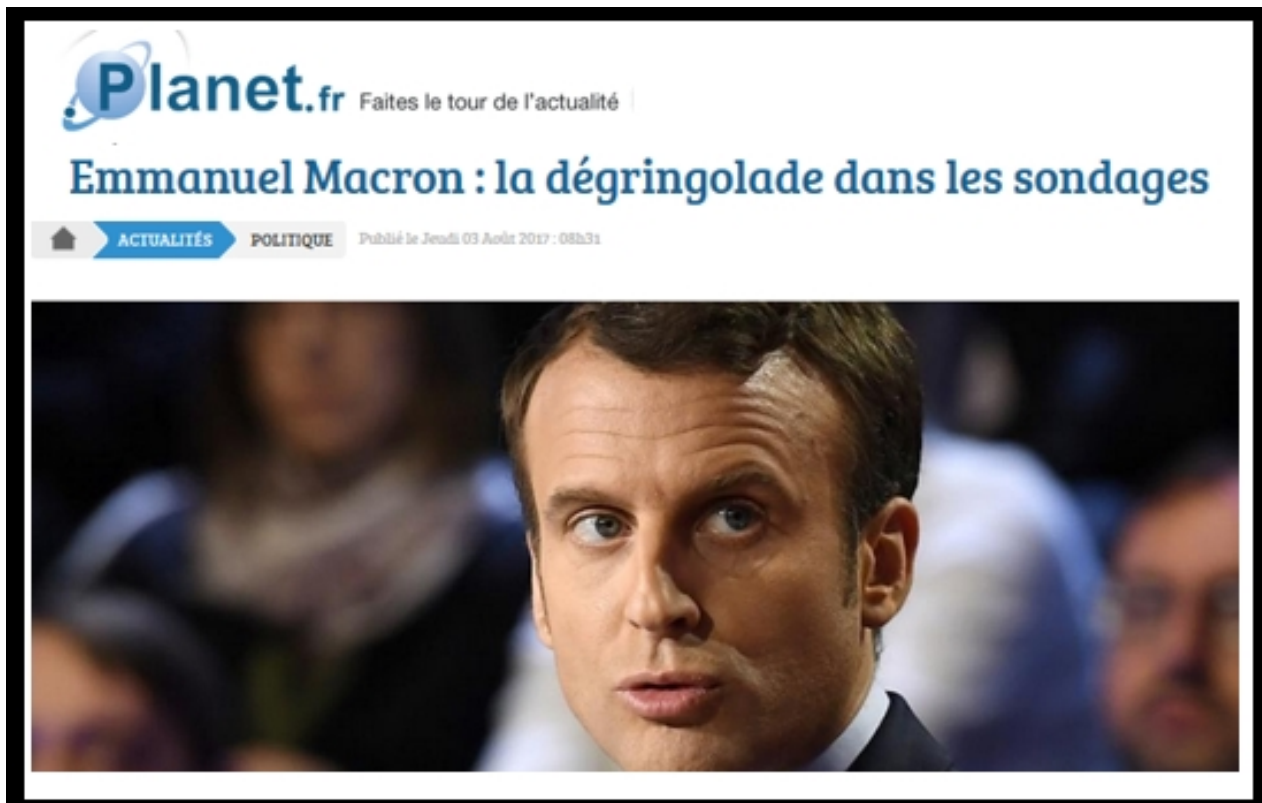 Planet.fr Faites le tour de l'actualité
Emmanuel Macron : la dégringolade dans les sondages
ACTUALITÉS POLITIQUE Publié le Jeudi 03 Août 2017 : 08h31